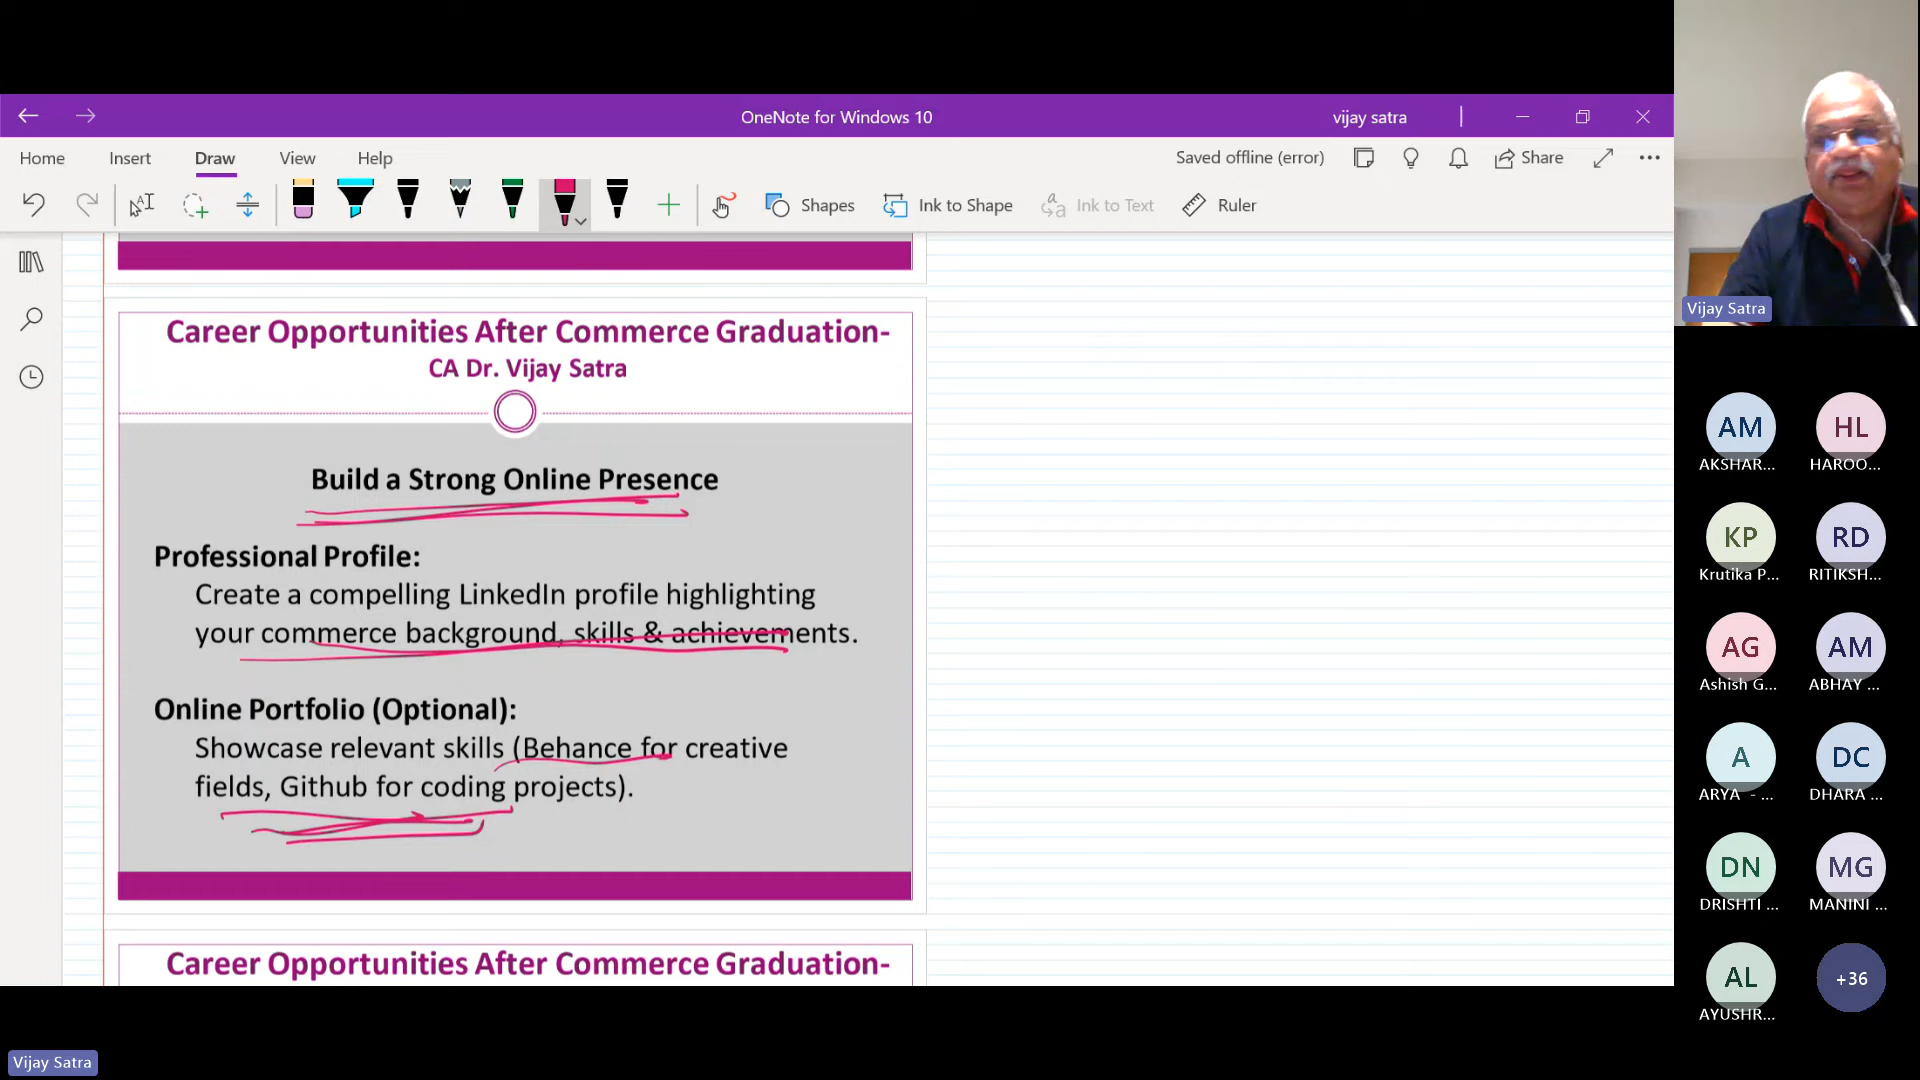 OneNote for Windows 10
vijay satra
Home
Insert
Draw
View
Help
Saved offline (error)
Share
Shapes
Ink to Shape
Ink to Text
Ruler
Career Opportunities After Commerce Graduation-
CA Dr. Vijay Satra
Build a Strong Online Presence
Professional Profile:
Create a compelling LinkedIn profile highlighting
your commerce background, skills & achievements.
Online Portfolio (Optional):
Showcase relevant skills (Behance for creative
fields, Github for coding projects).
Career Opportunities After Commerce Graduation-
Vijay Satra
AM
AKSHAR...
HL
HAROO...
KP
Krutika P...
RD
RITIKSH...
AG
Ashish G...
AM
ABHAY ...
A
ARYA - ...
DC
DHARA ...
DN
DRISHTI ...
MG
MANINI ...
AL
AYUSHR...
+36
Vijay Satra